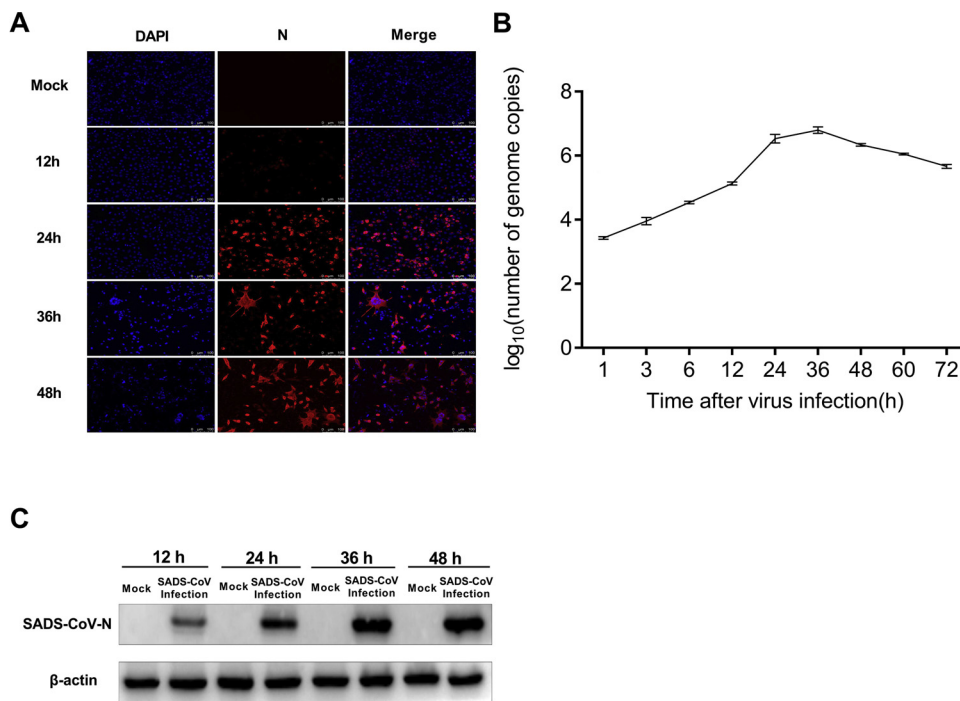 A
DAPI N Merge
Mock
12h
24h
36h
48h
B
log10(number of genome copies)
8
6
4
2
0
1 3 6 12 24 36 48 60 72
Time after virus infection(h)
C
12 h 24 h 36 h 48 h
Mock SADS-CoV Infection Mock SADS-CoV Infection Mock SADS-CoV Infection Mock SADS-CoV Infection
SADS-CoV-N
β-actin